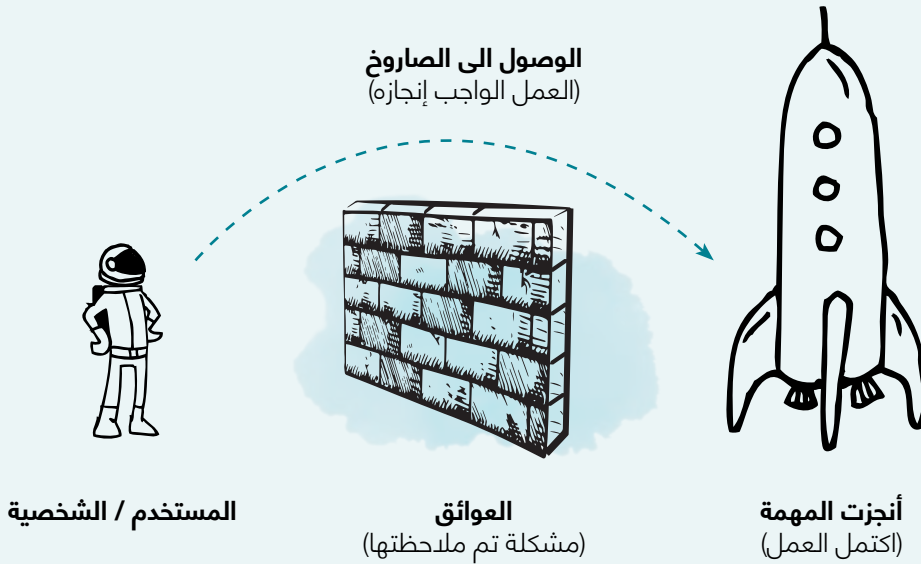 الوصول الى الصاروخ
(العمل الواجب إنجازه)
أنجزت المهمة
(اكتمل العمل)
العوائق
(مشكلة تم ملاحظتها)
المستخدم / الشخصية